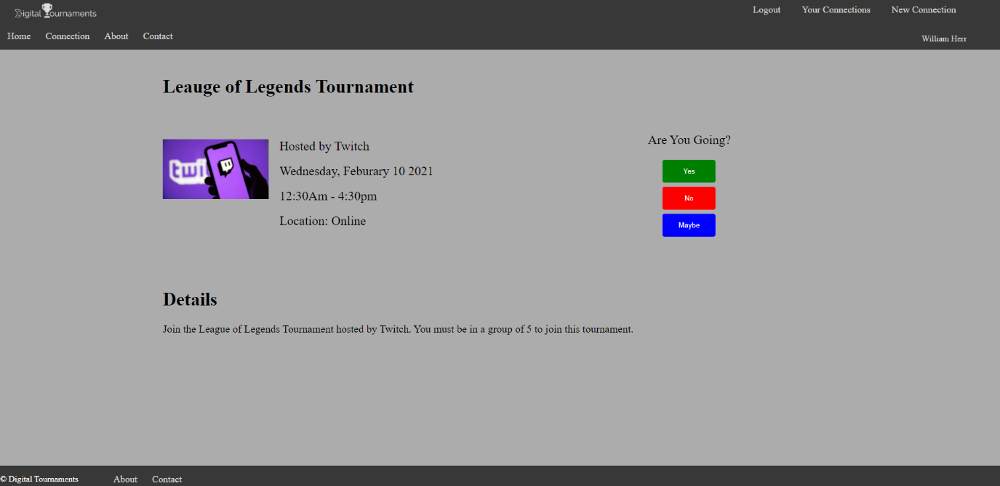 Digital Tournaments
Logout Your Connections New Connection
Home Connection About Contact
William Herr
Leauge of Legends Tournament
twi
Hosted by Twitch
Wednesday, Feburary 10 2021
12:30Am - 4:30pm
Location: Online
Are You Going?
Yes
No
Maybe
Details
Join the League of Legends Tournament hosted by Twitch. You must be in a group of 5 to join this tournament.
© Digital Tournaments About Contact